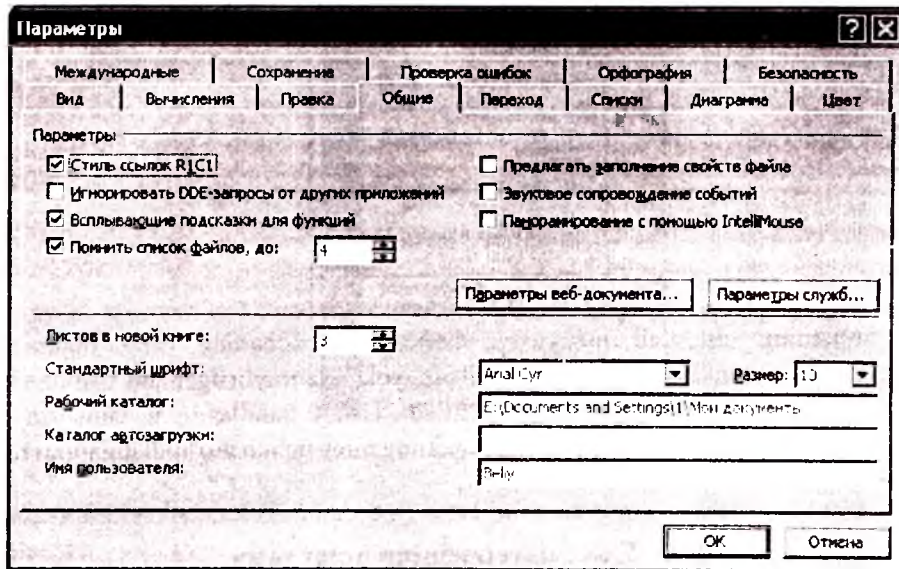 Параметры
Международные Сохранение Проверка ошибок Орфография Безопасность
Вид Вычисления Правка Общие Переход Списки Диаграмма Цвет
Параметры
Стиль ссылок R1C1
Предлагать заполнение свойств файла
Игнорировать DDE-запросы от других приложений
Звуковое сопровождение событий
Всплывающие подсказки для функций
Панорамирование с помощью IntelliMouse
Помнить список файлов, до: 4
Параметры веб-документа... Параметры служб...
Листов в новой книге: 3
Стандартный шрифт: Arial Cyr Размер: 10
Рабочий каталог: E:\Documents and Settings\1\Мои документы
Каталог автозагрузки:
Имя пользователя:
OK Отмена